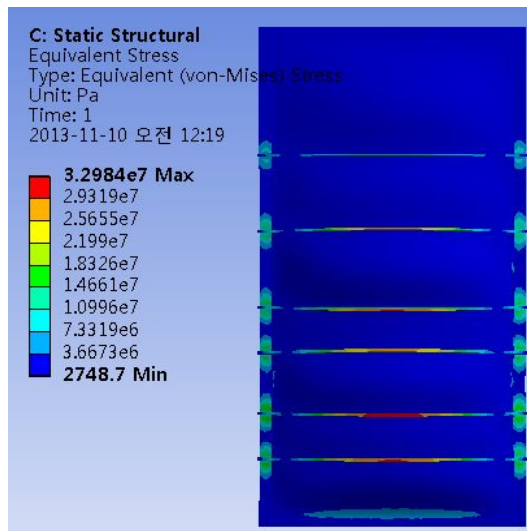 C: Static Structural
Equivalent Stress
Type: Equivalent (von-Mises) Stress
Unit: Pa
Time: 1
2013-11-10 오전 12:19
3.2984e7 Max
2.9319e7
2.5655e7
2.199e7
1.8326e7
1.4661e7
1.0996e7
7.3319e6
3.6673e6
2748.7 Min